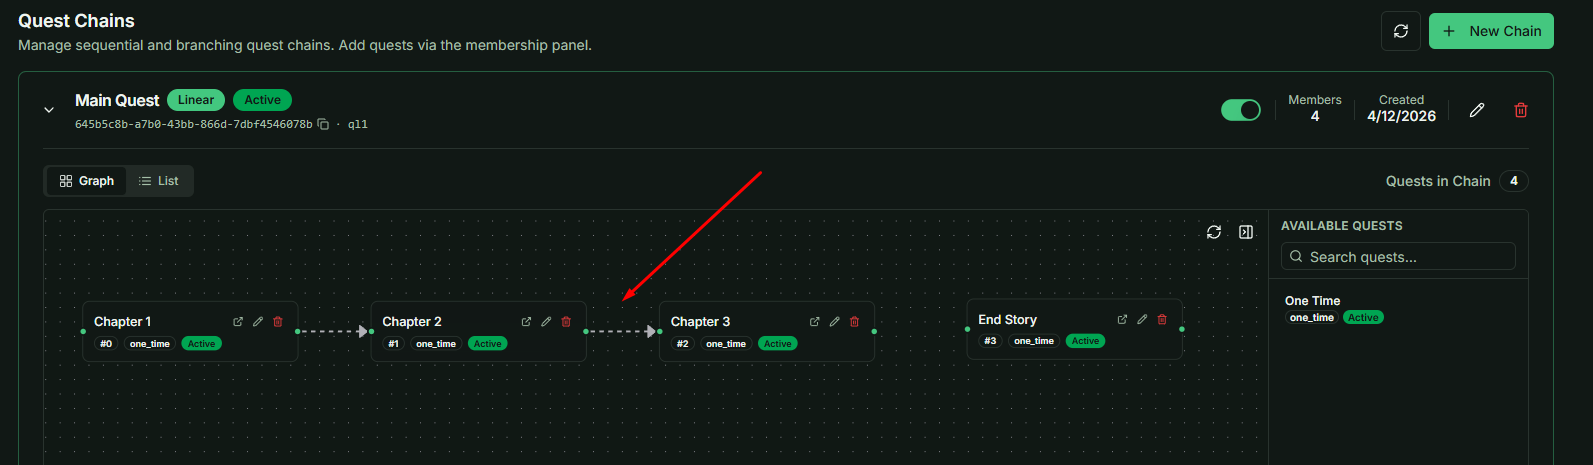 Quest Chains
Manage sequential and branching quest chains. Add quests via the membership panel.
New Chain
Main Quest Linear Active
645b5c8b-a7b0-43bb-866d-7dbf4546078b · ql1
Members
4
Created
4/12/2026
Graph List
Quests in Chain 4
AVAILABLE QUESTS
Search quests...
One Time
one_time Active
Chapter 1
#0 one_time Active
Chapter 2
#1 one_time Active
Chapter 3
#2 one_time Active
End Story
#3 one_time Active